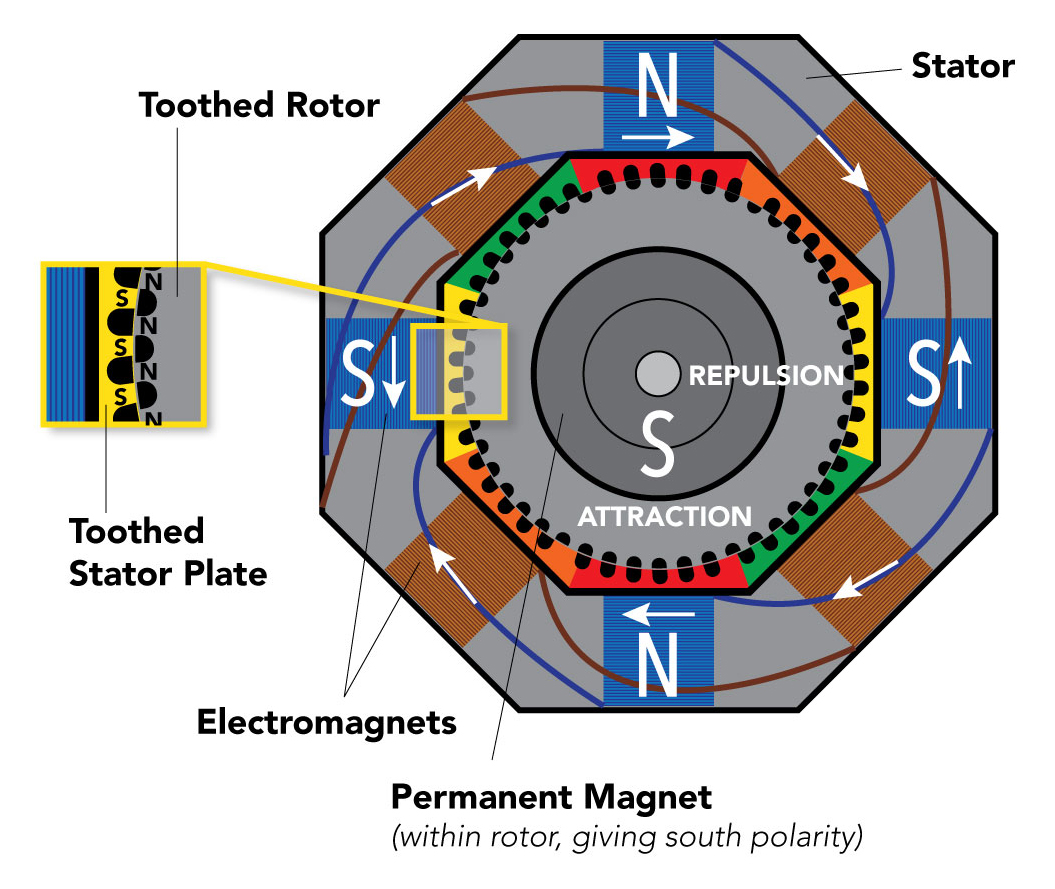 N
Stator
Toothed Rotor
N
S
N
S
N
S
N
S
REPULSION
S
S
ATTRACTION
Toothed
Stator Plate
N
Electromagnets
Permanent Magnet
(within rotor, giving south polarity)